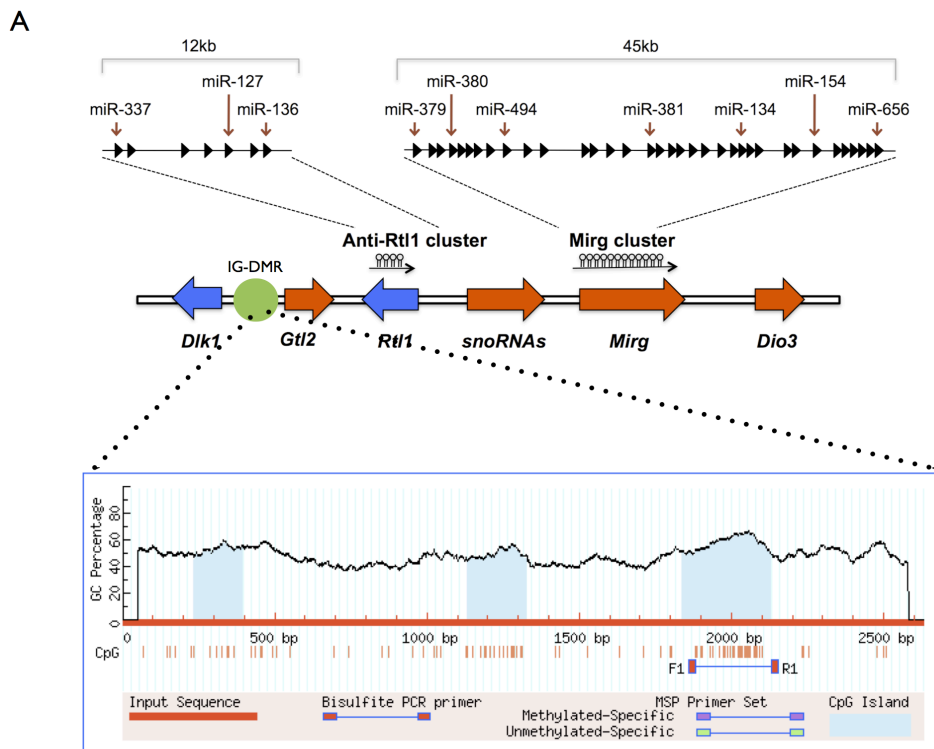 A
12kb 45kb
miR-127 miR-380 miR-154
miR-337 miR-136 miR-379 miR-494 miR-381 miR-134 miR-656
Anti-Rtl1 cluster Mirg cluster
IG-DMR
Dlk1 Gtl2 Rtl1 snoRNAs Mirg Dio3
GC Percentage
0 20 40 60 80
0 500 bp 1000 bp 1500 bp 2000 bp 2500 bp
CpG
F1 R1
Input Sequence Bisulfite PCR primer MSP Primer Set CpG Island
Methylated-Specific
Unmethylated-Specific